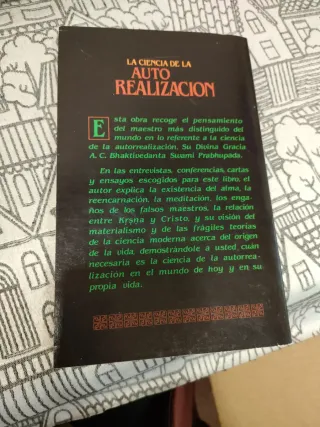 LA CIENCIA DE LA
AUTO
REALIZACION
Esta obra recoge el pensamiento
del maestro más distinguido del
mundo en lo referente a la ciencia
de la autorrealización, Su Divina Gracia
A. C. Bhaktivedanta Swami Prabhupada.
En las entrevistas, conferencias, cartas
y ensayos escogidos para este libro, el
autor explica la existencia del alma, la
reencarnación, la meditación, los enga-
ños de los falsos maestros, la relación
entre Kṛṣṇa y Cristo, y su visión del
materialismo y de las frágiles teorías
de la ciencia moderna acerca del origen
de la vida, demostrándole a usted cuán
necesaria es la ciencia de la autorrea-
lización en el mundo de hoy y en su
propia vida.